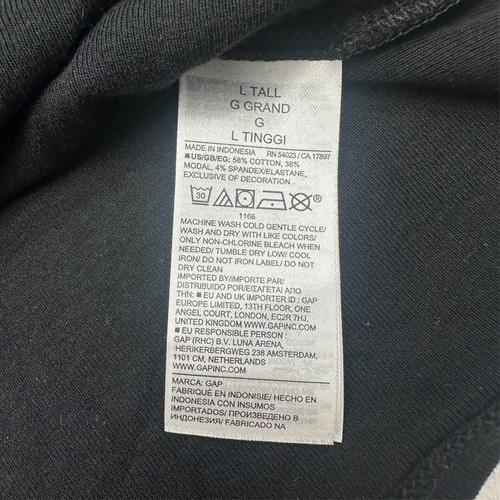 L TALL
G GRAND
G
L TINGGI
MADE IN INDONESIA RN 54023 / CA 17897
■ US/GB/EG: 58% COTTON, 38%
MODAL, 4% SPANDEX/ELASTANE,
EXCLUSIVE OF DECORATION
30
1166
MACHINE WASH COLD GENTLE CYCLE/
WASH AND DRY WITH LIKE COLORS/
ONLY NON-CHLORINE BLEACH WHEN
NEEDED/ TUMBLE DRY LOW/ COOL
IRON/ DO NOT IRON LABEL/ DO NOT
DRY CLEAN
IMPORTED BY/IMPORTE PAR/
DISTRIBUIDO POR/ΕΙΣΑΓΕΤΑΙ ΑΠΟ
ΤΗΝ: ■ EU AND UK IMPORTER ID : GAP
EUROPE LIMITED, 13TH FLOOR, ONE
ANGEL COURT, LONDON, EC2R 7HJ,
UNITED KINGDOM WWW.GAPINC.COM
■ EU RESPONSIBLE PERSON :
GAP (RHC) B.V. LUNA ARENA,
HERIKERBERGWEG 238 AMSTERDAM,
1101 CM, NETHERLANDS
WWW.GAPINC.COM
MARCA: GAP
FABRIQUÉ EN INDONÉSIE/ HECHO EN
INDONESIA CON INSUMOS
IMPORTADOS/ ПРОИЗВЕДЕНО В
ИНДОНЕЗИЯ/ FABRICADO NA